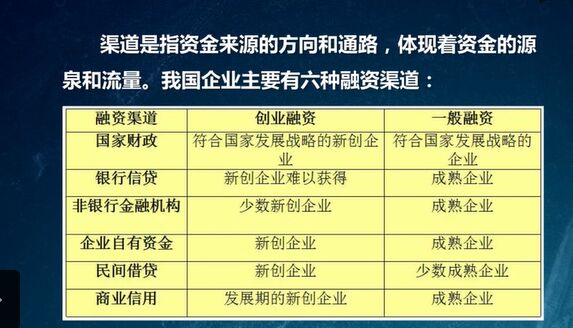 渠道是指资金来源的方向和通路，体现着资金的源
泉和流量。我国企业主要有六种融资渠道：
融资渠道 创业融资 一般融资
国家财政 符合国家发展战略的新创企业 符合国家发展战略的企业
银行信贷 新创企业难以获得 成熟企业
非银行金融机构 少数新创企业 成熟企业
企业自有资金 新创企业 成熟企业
民间借贷 新创企业 少数成熟企业
商业信用 发展期的新创企业 成熟企业